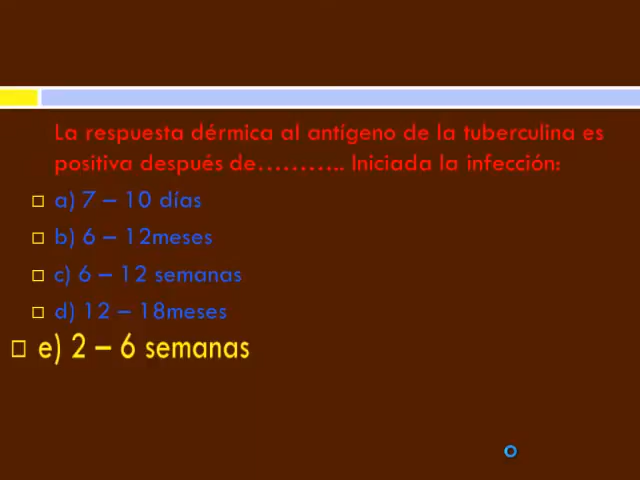 La respuesta dérmica al antígeno de la tuberculina es
positiva después de……….. Iniciada la infección:
a) 7 – 10 días
b) 6 – 12meses
c) 6 – 12 semanas
d) 12 – 18meses
e) 2 – 6 semanas